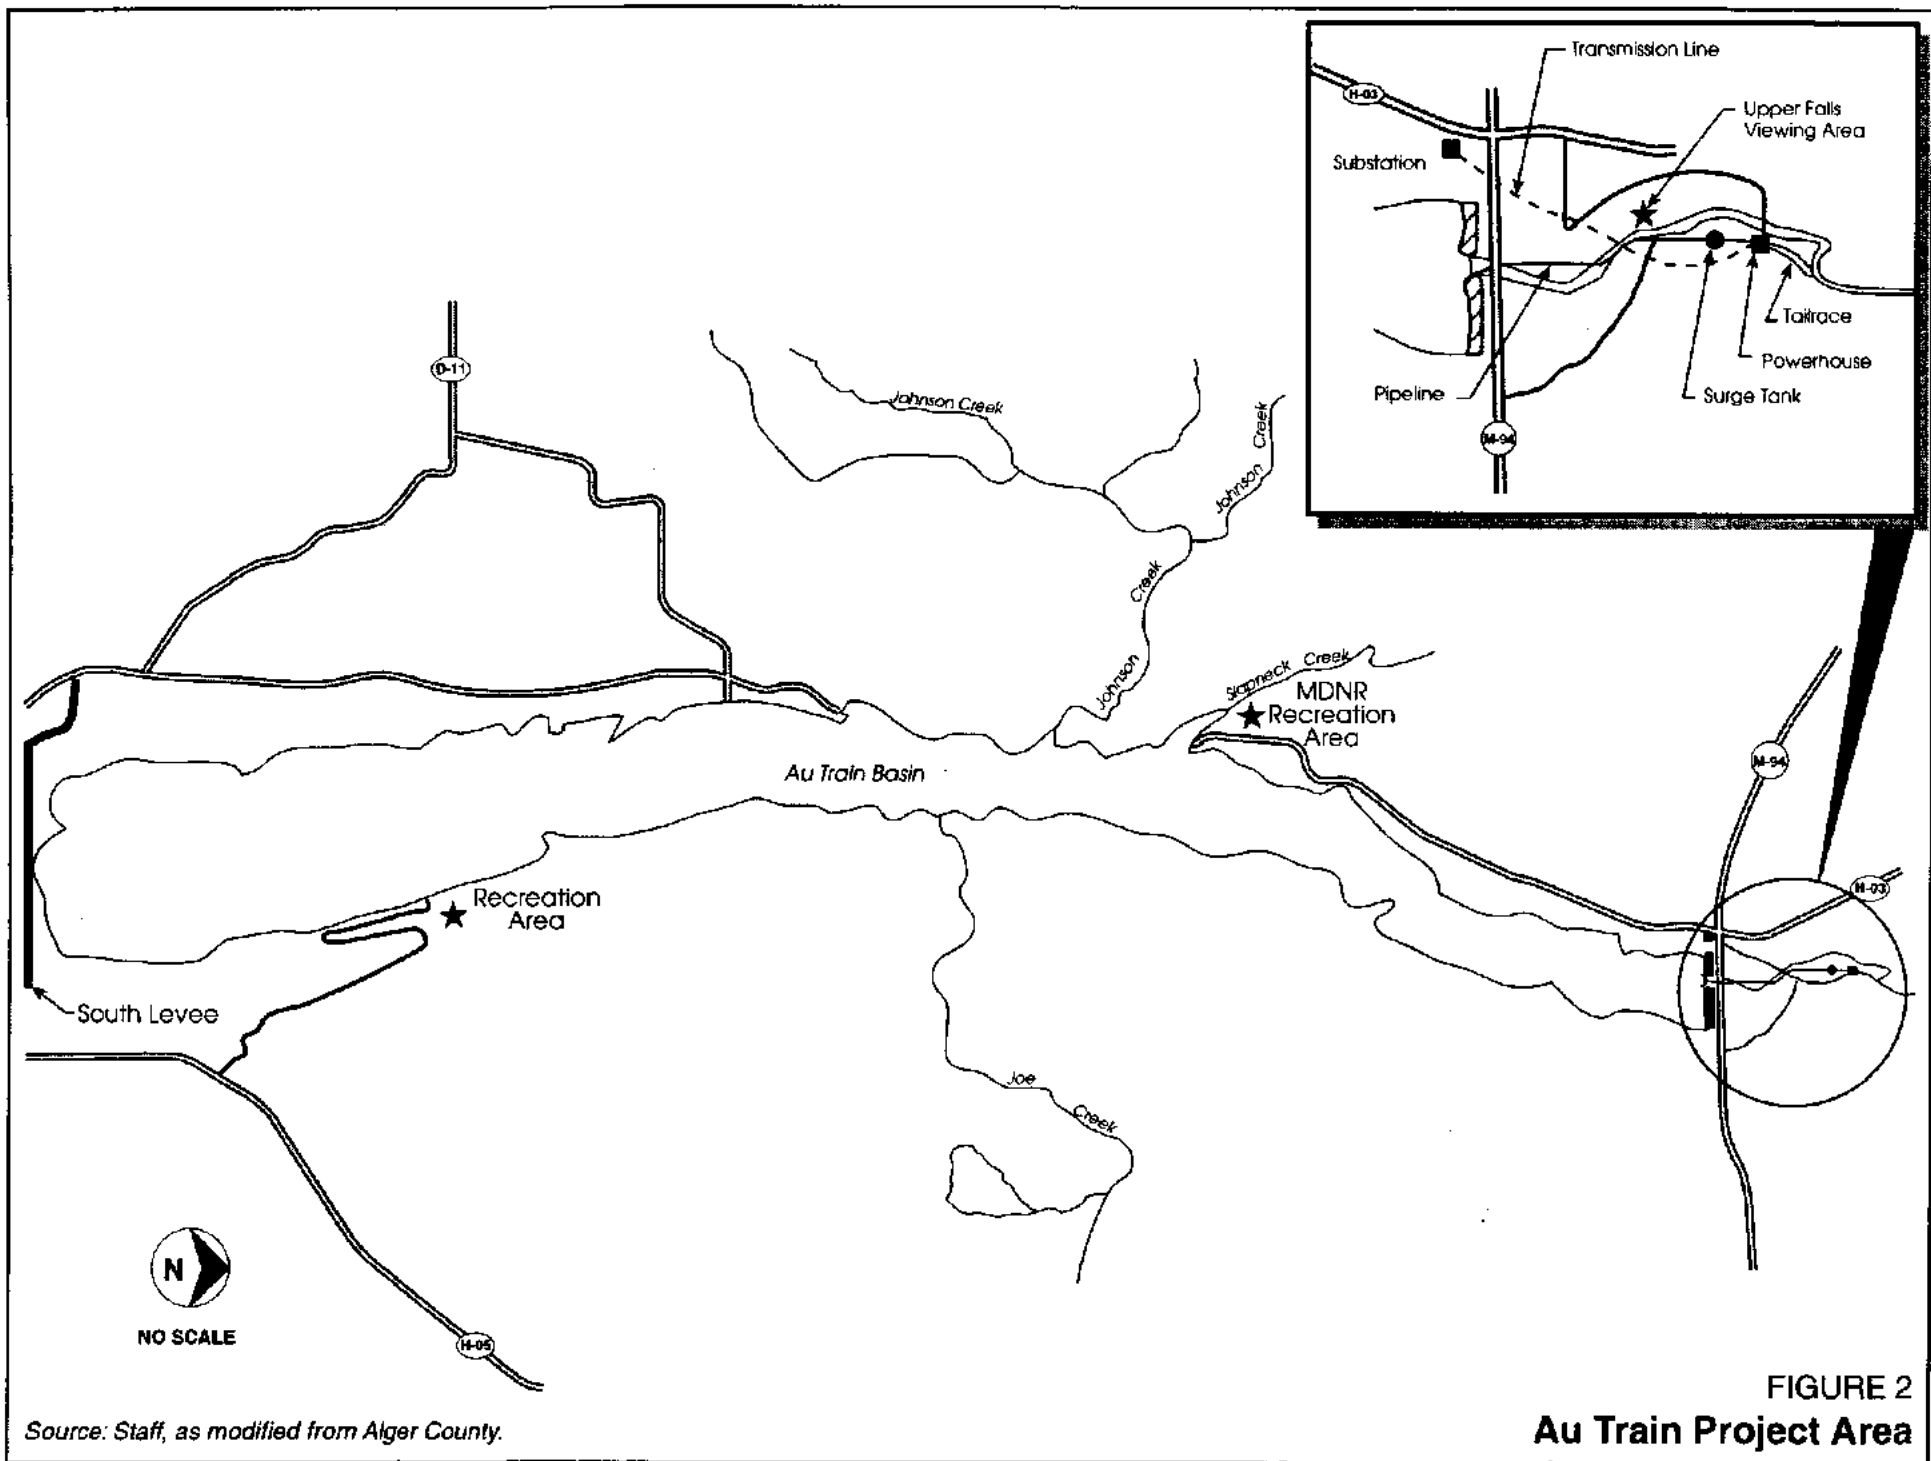 Transmission Line
H-03
Upper Falls
Viewing Area
Substation
Tailrace
Powerhouse
Pipeline
Surge Tank
M-94
D-11
Johnson Creek
Johnson Creek
Johnson Creek
Slapneck Creek
MDNR
Recreation
Area
M-94
Au Train Basin
H-03
Recreation
Area
South Levee
Joe
Creek
N
NO SCALE
H-05
FIGURE 2
Au Train Project Area
Source: Staff, as modified from Alger County.